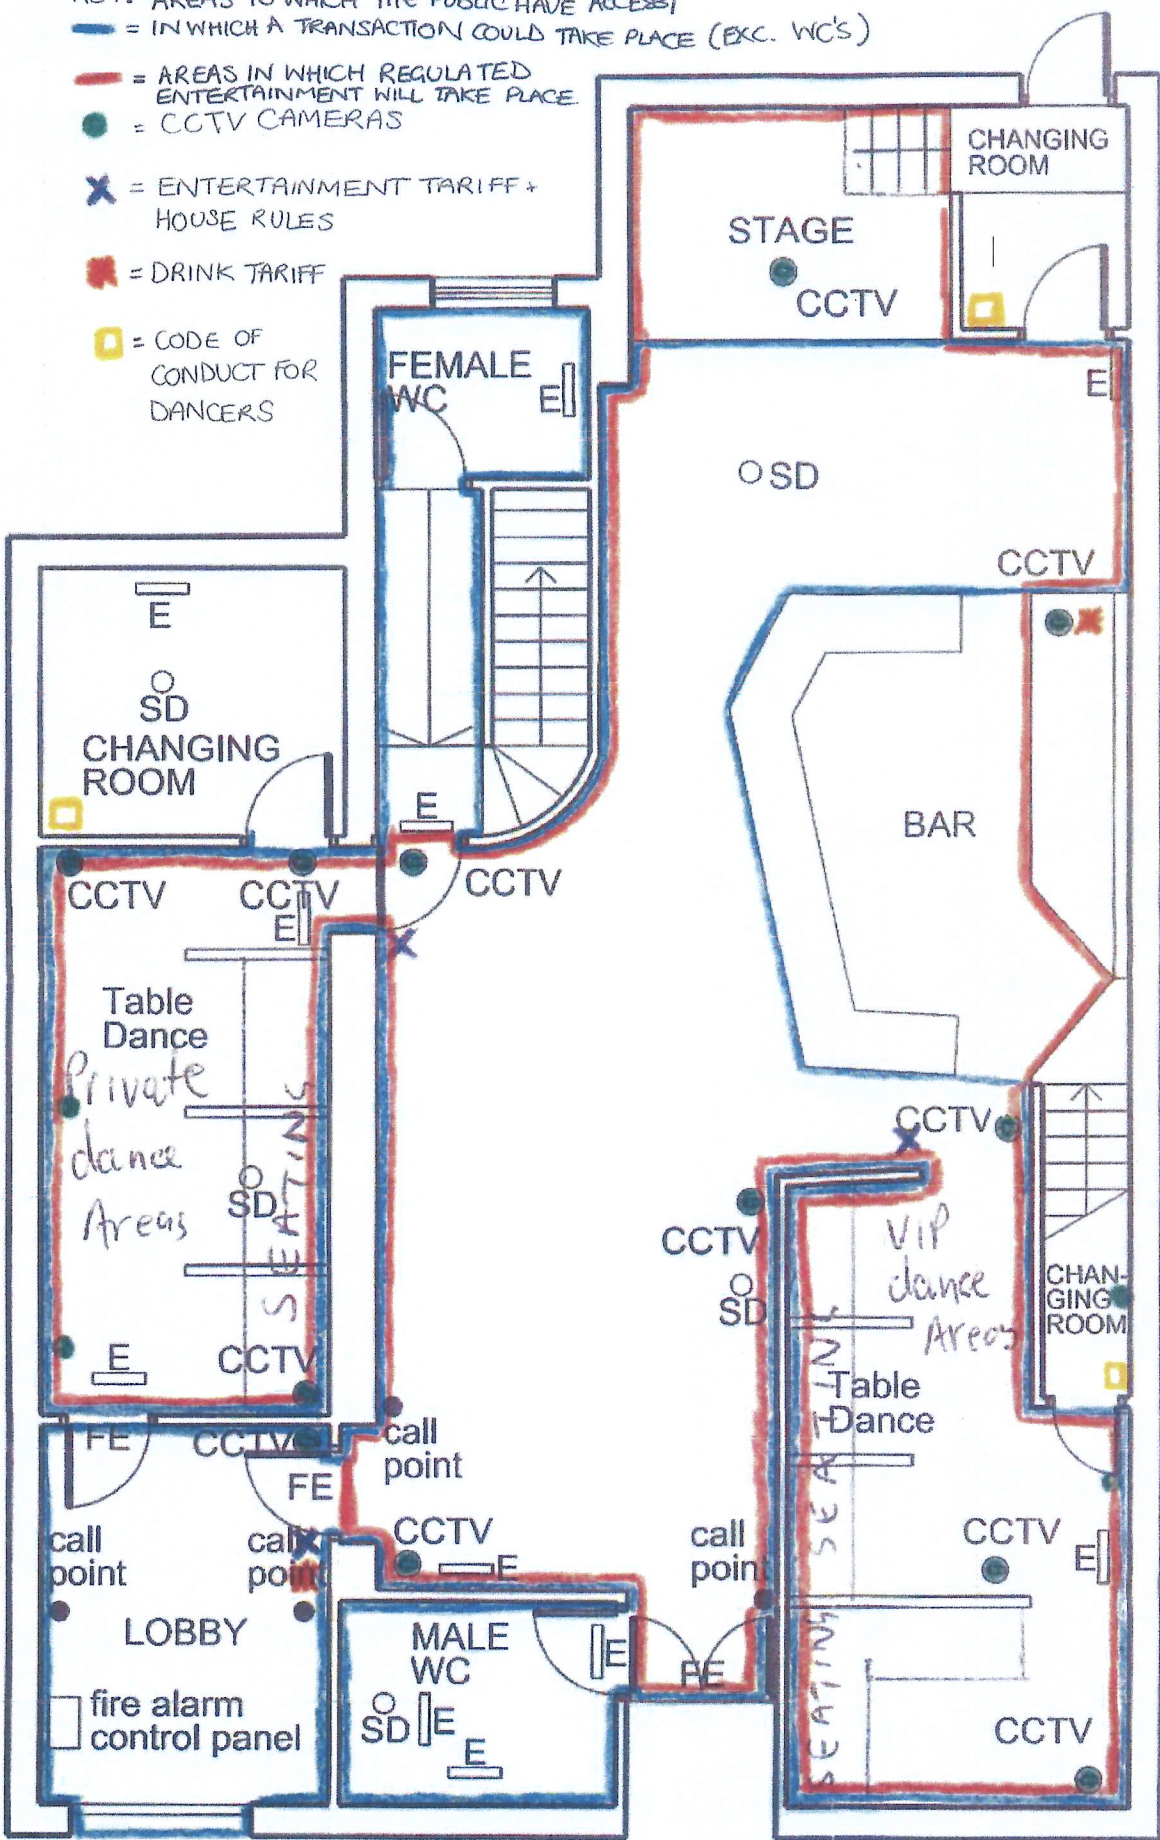 KEY: AREAS TO WHICH THE PUBLIC HAVE ACCESS/
= IN WHICH A TRANSACTION COULD TAKE PLACE (EXC. WC'S)
= AREAS IN WHICH REGULATED
ENTERTAINMENT WILL TAKE PLACE.
= CCTV CAMERAS
= ENTERTAINMENT TARIFF +
HOUSE RULES
= DRINK TARIFF
= CODE OF
CONDUCT FOR
DANCERS
CHANGING
ROOM
STAGE
CCTV
FEMALE
WC
E
E
SD
CCTV
E
SD
CHANGING
ROOM
E
BAR
CCTV
CCTV
CCTV
E
Table
Dance
Private
dance
Areas
SEATING
SD
E
CCTV
CCTV
CCTV
SD
VIP
dance
Areas
CHAN-
GING
ROOM
Table
Dance
SEATING
SEATING
FE
CCTV
FE
call
point
call
point
call
point
CCTV
E
call
point
CCTV
E
LOBBY
MALE
WC
E
FE
fire alarm
control panel
SD
E
E
CCTV